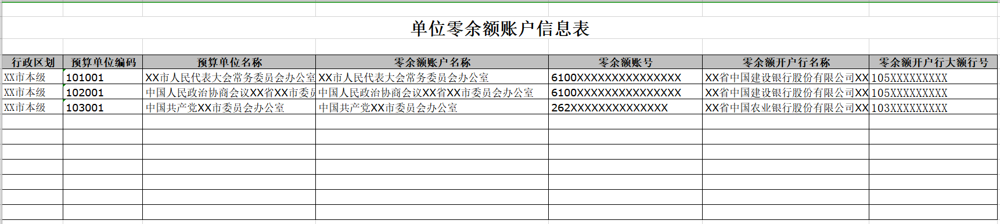 单位零余额账户信息表
行政区划 预算单位编码 预算单位名称 零余额账户名称 零余额账号 零余额开户行名称 零余额开户行大额行号
XX市本级 101001 XX市人民代表大会常务委员会办公室 XX市人民代表大会常务委员会办公室 6100XXXXXXXXXXXXXXX XX省中国建设银行股份有限公司XX 105XXXXXXXXX
XX市本级 102001 中国人民政治协商会议XX省XX市委 中国人民政治协商会议XX省XX市委员会办公室 6100XXXXXXXXXXXXXXX XX省中国建设银行股份有限公司XX 105XXXXXXXXX
XX市本级 103001 中国共产党XX市委员会办公室 中国共产党XX市委员会办公室 262XXXXXXXXXXXXXX XX省中国农业银行股份有限公司XX 103XXXXXXXXX